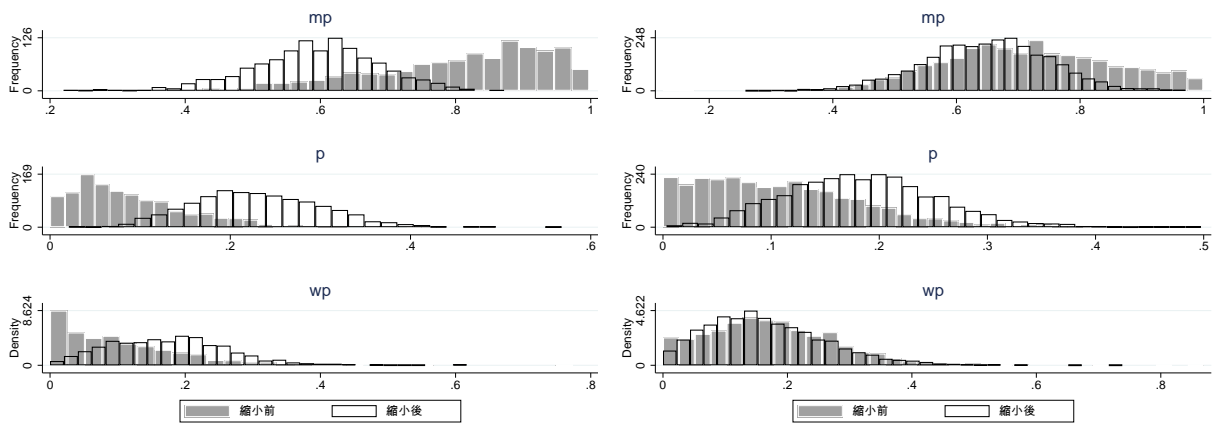 mp
Frequency
126
0
.2
.4
.6
.8
1
p
Frequency
169
0
0
.2
.4
.6
wp
Density
8.624
0
0
.2
.4
.6
.8
縮小前
縮小後
mp
Frequency
248
0
.2
.4
.6
.8
1
p
Frequency
240
0
0
.1
.2
.3
.4
.5
wp
Density
4.622
0
0
.2
.4
.6
.8
縮小前
縮小後